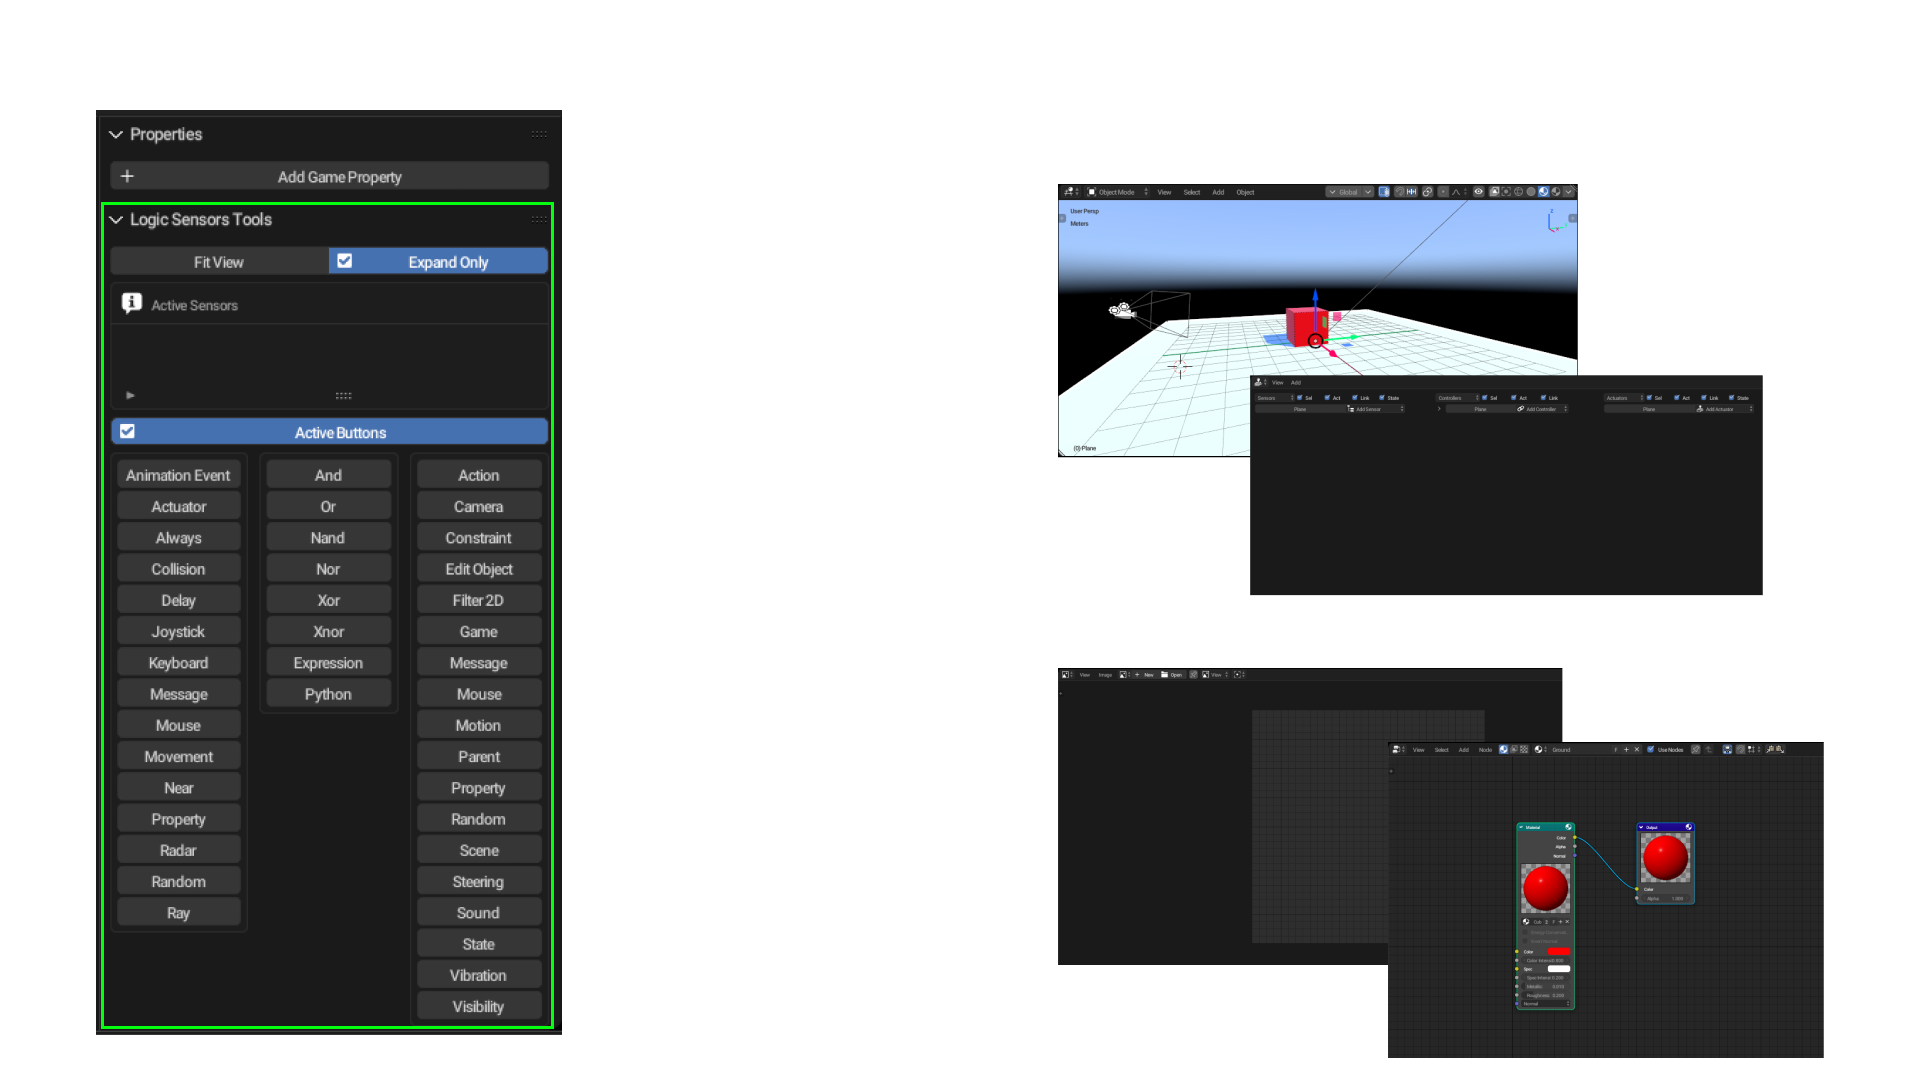 Properties
Add Game Property
Logic Sensors Tools
Fit View
Expand Only
Active Sensors
Active Buttons
Animation Event And Action
Actuator Or Camera
Always Nand Constraint
Collision Nor Edit Object
Delay Xor Filter 2D
Joystick Xnor Game
Keyboard Expression Message
Message Python Mouse
Mouse Motion
Movement Parent
Near Property
Property Random
Radar Scene
Random Steering
Ray Sound
State
Vibration
Visibility
Object Mode View Select Add Object Global
User Persp
Meters
(0) Plane
View Add
Sensors Sel Act Link State Controllers Sel Act Link Actuators Sel Act Link State
Plane Add Sensor Plane Add Controller Plane Add Actuator
View Image New Open View
View Select Add Node Ground F Use Nodes
Material
Color
Alpha
Normal
Color
Spec
Metallic 0.010
Normal
Output
Color
Alpha 1.000